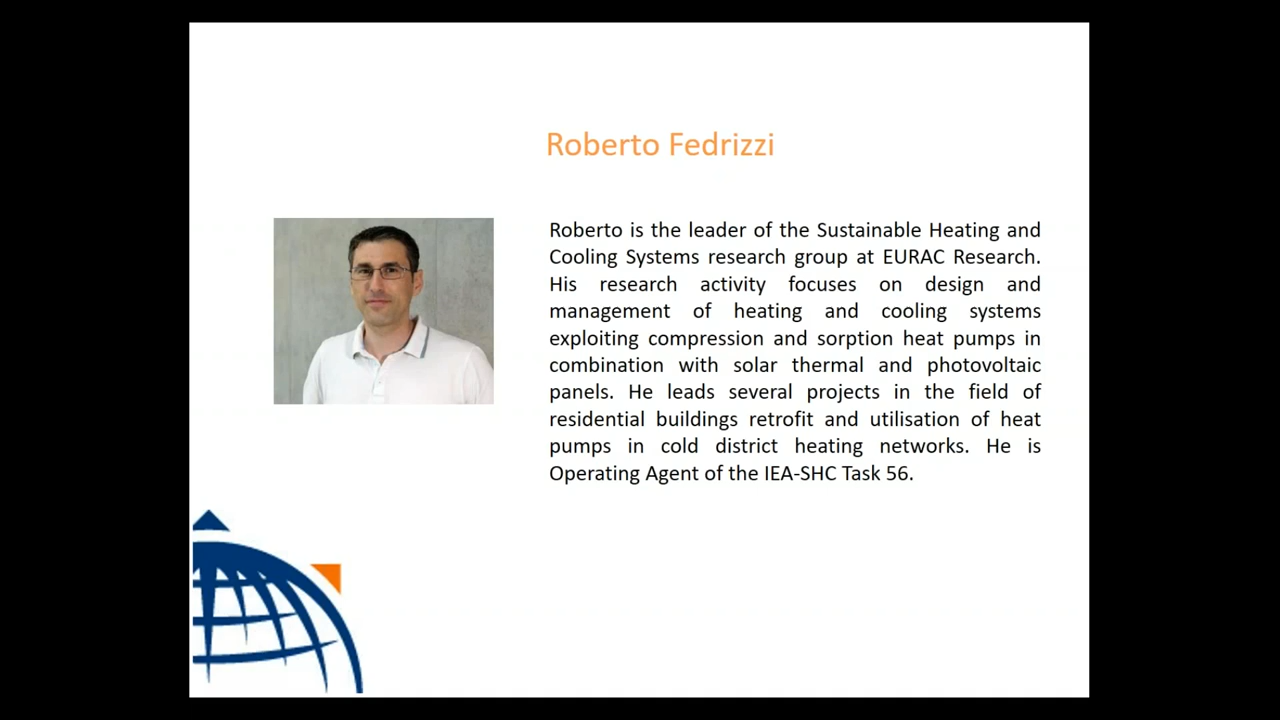 Roberto Fedrizzi
Roberto is the leader of the Sustainable Heating and
Cooling Systems research group at EURAC Research.
His research activity focuses on design and
management of heating and cooling systems
exploiting compression and sorption heat pumps in
combination with solar thermal and photovoltaic
panels. He leads several projects in the field of
residential buildings retrofit and utilisation of heat
pumps in cold district heating networks. He is
Operating Agent of the IEA-SHC Task 56.